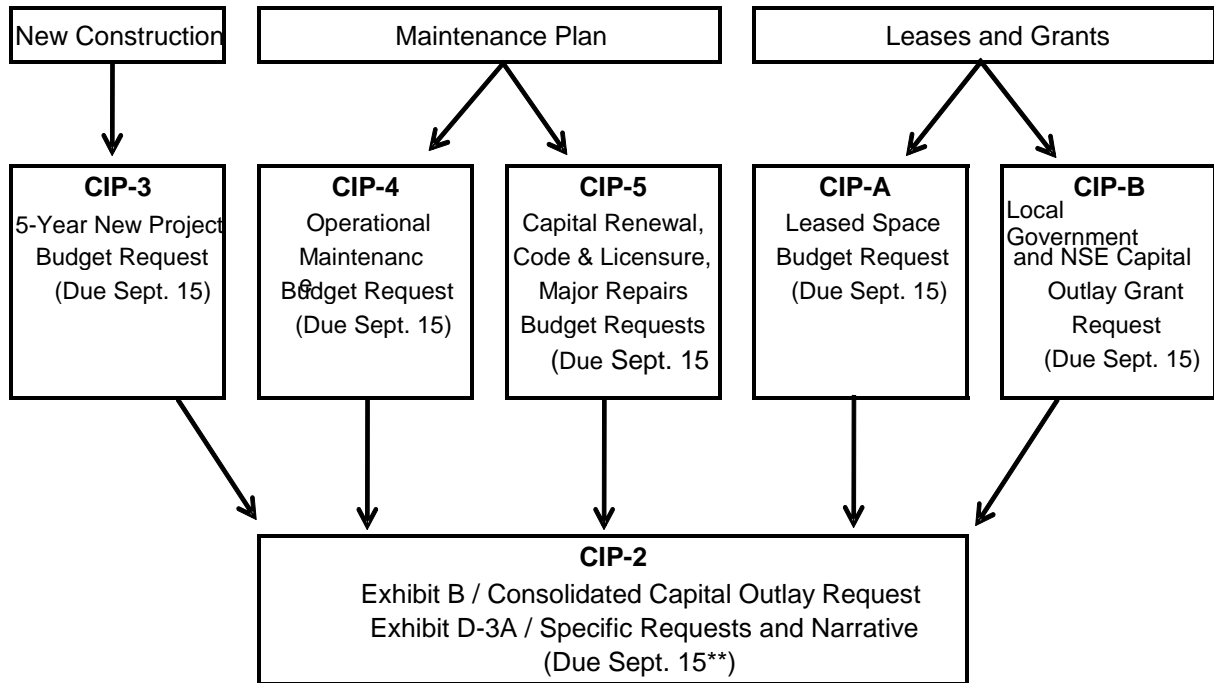 New Construction
Maintenance Plan
Leases and Grants
CIP-3
5-Year New Project
Budget Request
(Due Sept. 15)
CIP-4
Operational
Maintenanc
e
Budget Request
(Due Sept. 15)
CIP-5
Capital Renewal,
Code & Licensure,
Major Repairs
Budget Requests
(Due Sept. 15
CIP-A
Leased Space
Budget Request
(Due Sept. 15)
CIP-B
Local
Government
and NSE Capital
Outlay Grant
Request
(Due Sept. 15)
CIP-2
Exhibit B / Consolidated Capital Outlay Request
Exhibit D-3A / Specific Requests and Narrative
(Due Sept. 15**)